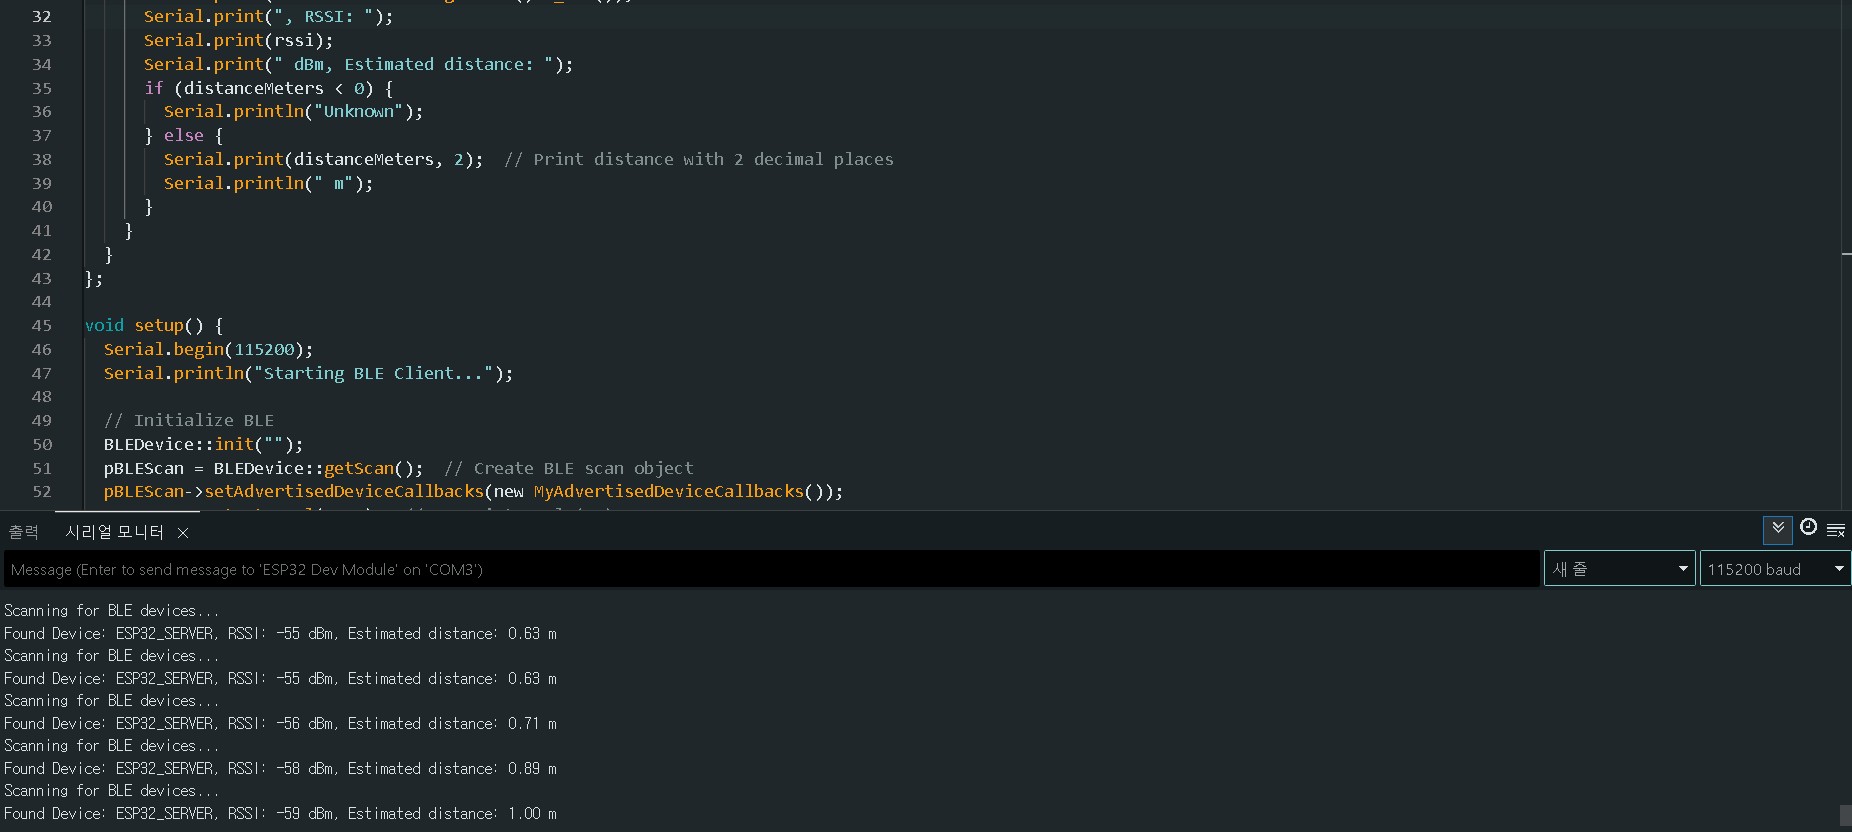 32 Serial.print(", RSSI: ");
33 Serial.print(rssi);
34 Serial.print(" dBm, Estimated distance: ");
35 if (distanceMeters < 0) {
36 Serial.println("Unknown");
37 } else {
38 Serial.print(distanceMeters, 2);  // Print distance with 2 decimal places
39 Serial.println(" m");
40 }
41 }
42 }
43 };
44
45 void setup() {
46 Serial.begin(115200);
47 Serial.println("Starting BLE Client...");
48
49 // Initialize BLE
50 BLEDevice::init("");
51 pBLEScan = BLEDevice::getScan();  // Create BLE scan object
52 pBLEScan->setAdvertisedDeviceCallbacks(new MyAdvertisedDeviceCallbacks());
출력 시리얼 모니터
Message (Enter to send message to 'ESP32 Dev Module' on 'COM3') 새 줄 115200 baud
Scanning for BLE devices...
Found Device: ESP32_SERVER, RSSI: -55 dBm, Estimated distance: 0.63 m
Scanning for BLE devices...
Found Device: ESP32_SERVER, RSSI: -55 dBm, Estimated distance: 0.63 m
Scanning for BLE devices...
Found Device: ESP32_SERVER, RSSI: -56 dBm, Estimated distance: 0.71 m
Scanning for BLE devices...
Found Device: ESP32_SERVER, RSSI: -58 dBm, Estimated distance: 0.89 m
Scanning for BLE devices...
Found Device: ESP32_SERVER, RSSI: -59 dBm, Estimated distance: 1.00 m